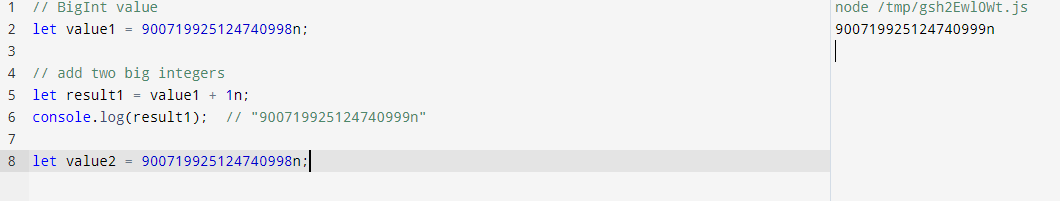 1 // BigInt value
2 let value1 = 900719925124740998n;
3
4 // add two big integers
5 let result1 = value1 + 1n;
6 console.log(result1);  // "900719925124740999n"
7
8 let value2 = 900719925124740998n;
node /tmp/gsh2EwlOWt.js
900719925124740999n